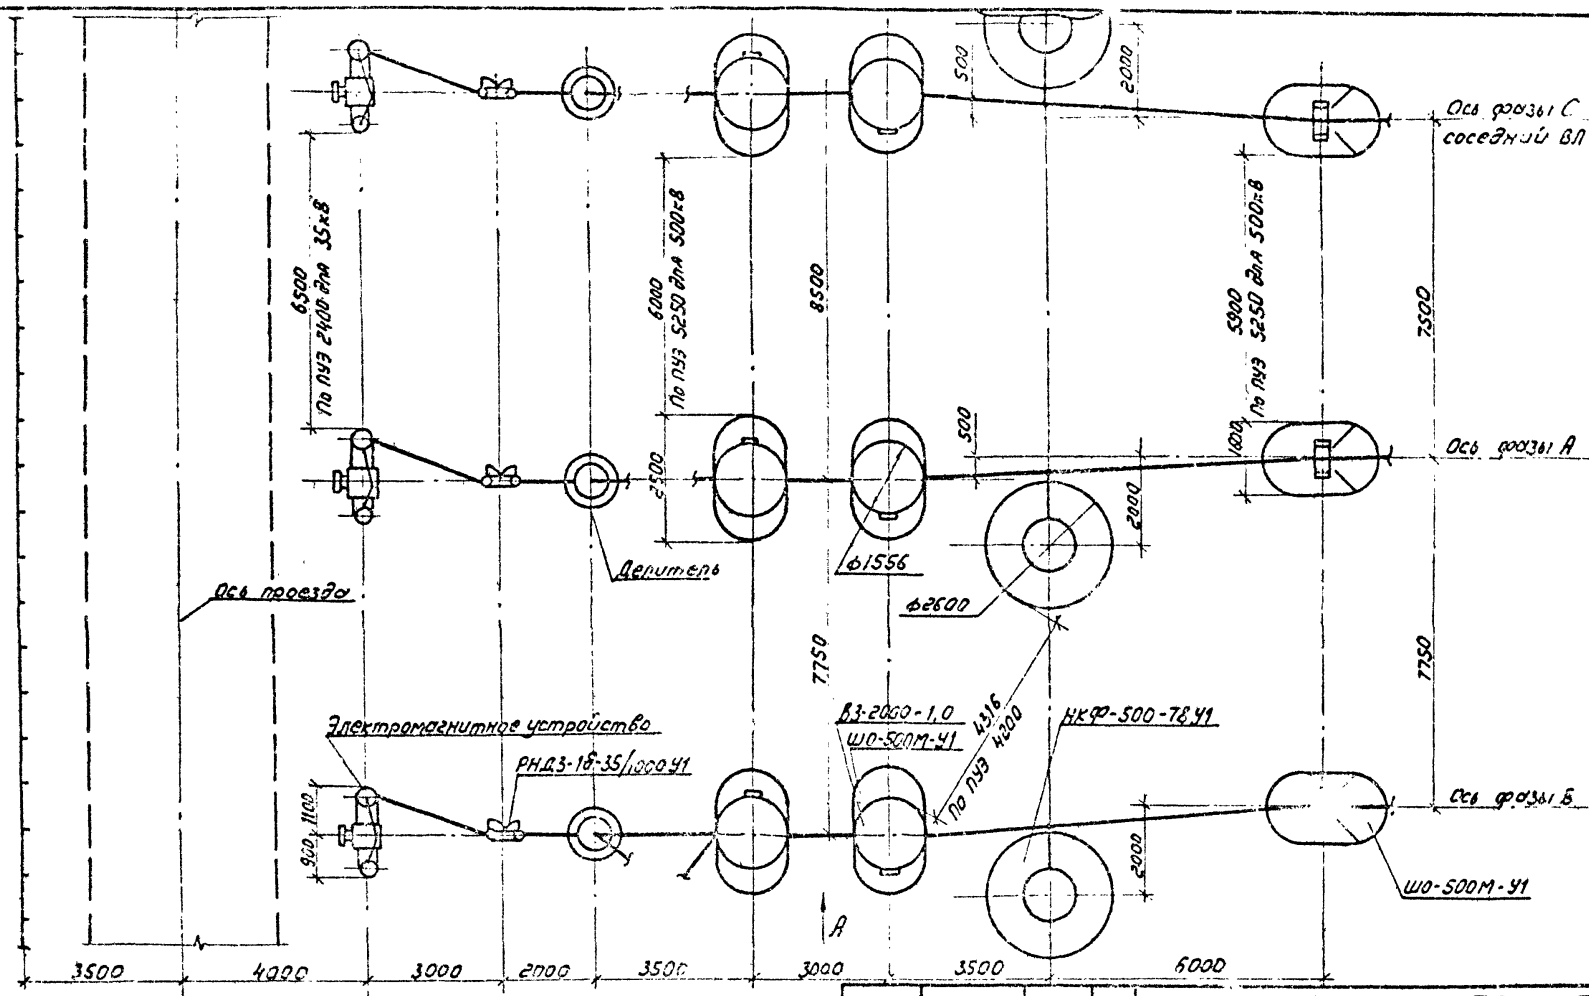 500
2000
Ось фазы С
соседний ВЛ
6500
По ПУЭ 2400 для 35кВ
6000
По ПУЭ 5250 для 500кВ
8500
5900
По ПУЭ 5250 для 500кВ
7500
2500
500
2000
1600
Ось фазы А
Делитель
ф1556
ф2600
Ось проезда
7750
4316
По ПУЭ 4200
7750
Электромагнитное устройство
РНДЗ-1б-35/1000У1
ВЗ-2000-1,0
ШО-500М-У1
НКФ-500-78У1
1100
900
2000
Ось фазы Б
ШО-500М-У1
А
3500
4000
3000
2000
3500
3000
3500
6000